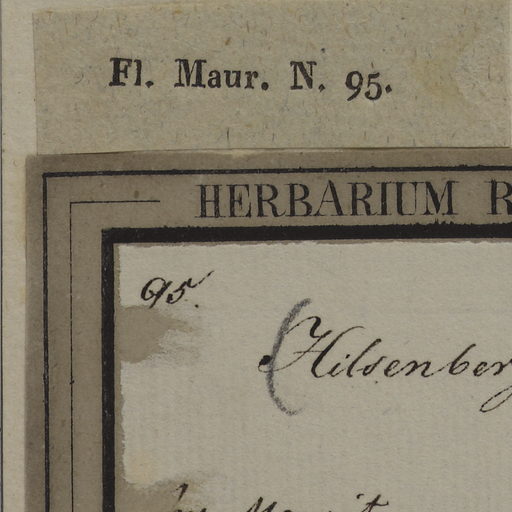 Fl. Maur. N. 95.
HERBARIUM R
95.
(Hilsenberg